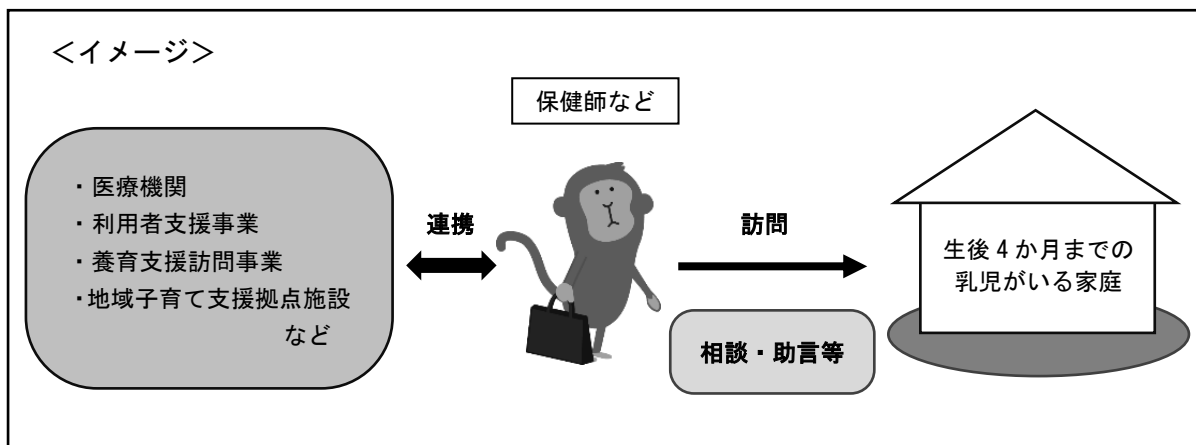 ＜イメージ＞
保健師など
・医療機関
・利用者支援事業
・養育支援訪問事業
・地域子育て支援拠点施設
など
連携
訪問
相談・助言等
生後４か月までの
乳児がいる家庭